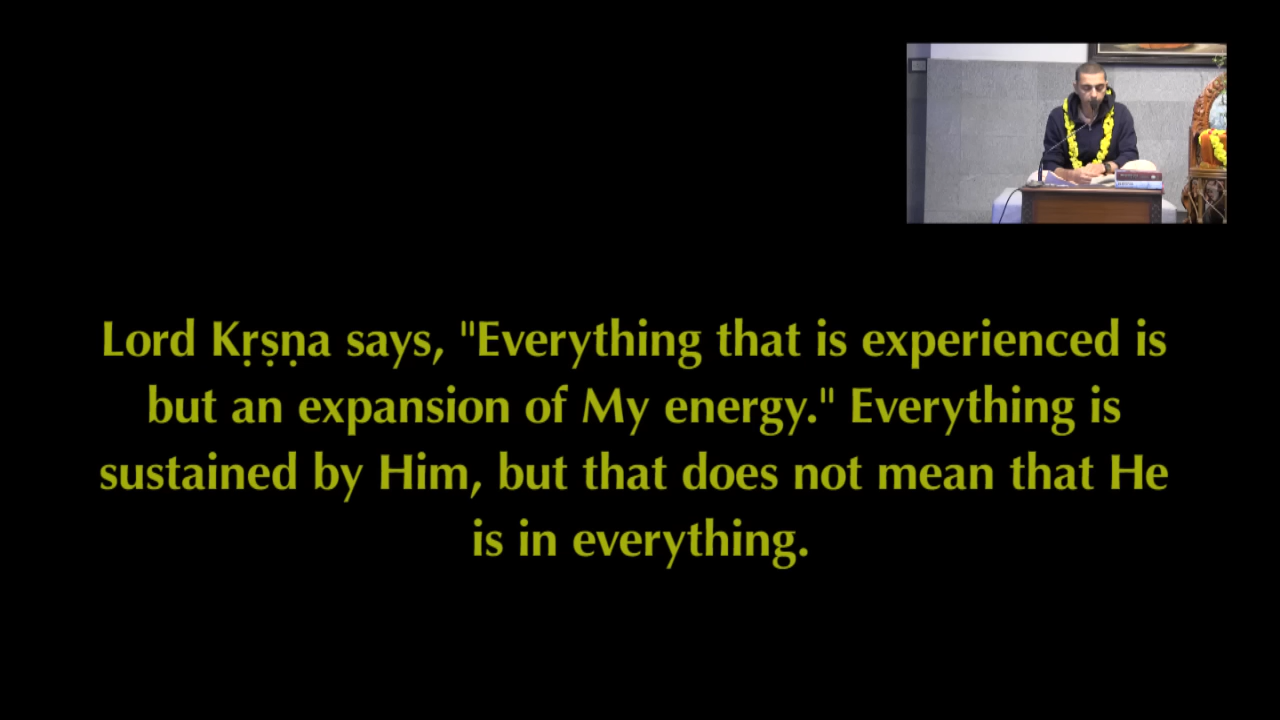 Lord Kṛṣṇa says, "Everything that is experienced is
but an expansion of My energy." Everything is
sustained by Him, but that does not mean that He
is in everything.